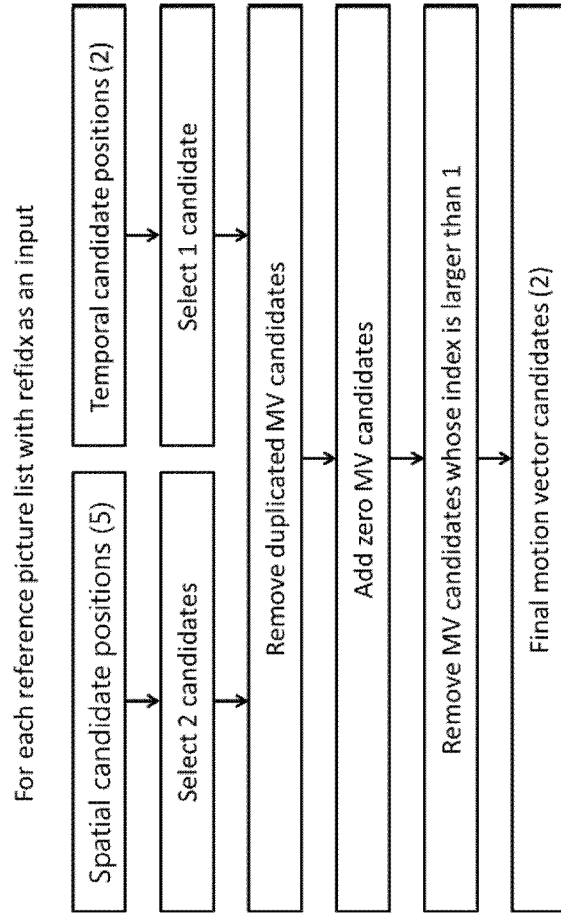 For each reference picture list with refidx as an input
Spatial candidate positions (5)
Temporal candidate positions (2)
Select 2 candidates
Select 1 candidate
Remove duplicated MV candidates
Add zero MV candidates
Remove MV candidates whose index is larger than 1
Final motion vector candidates (2)